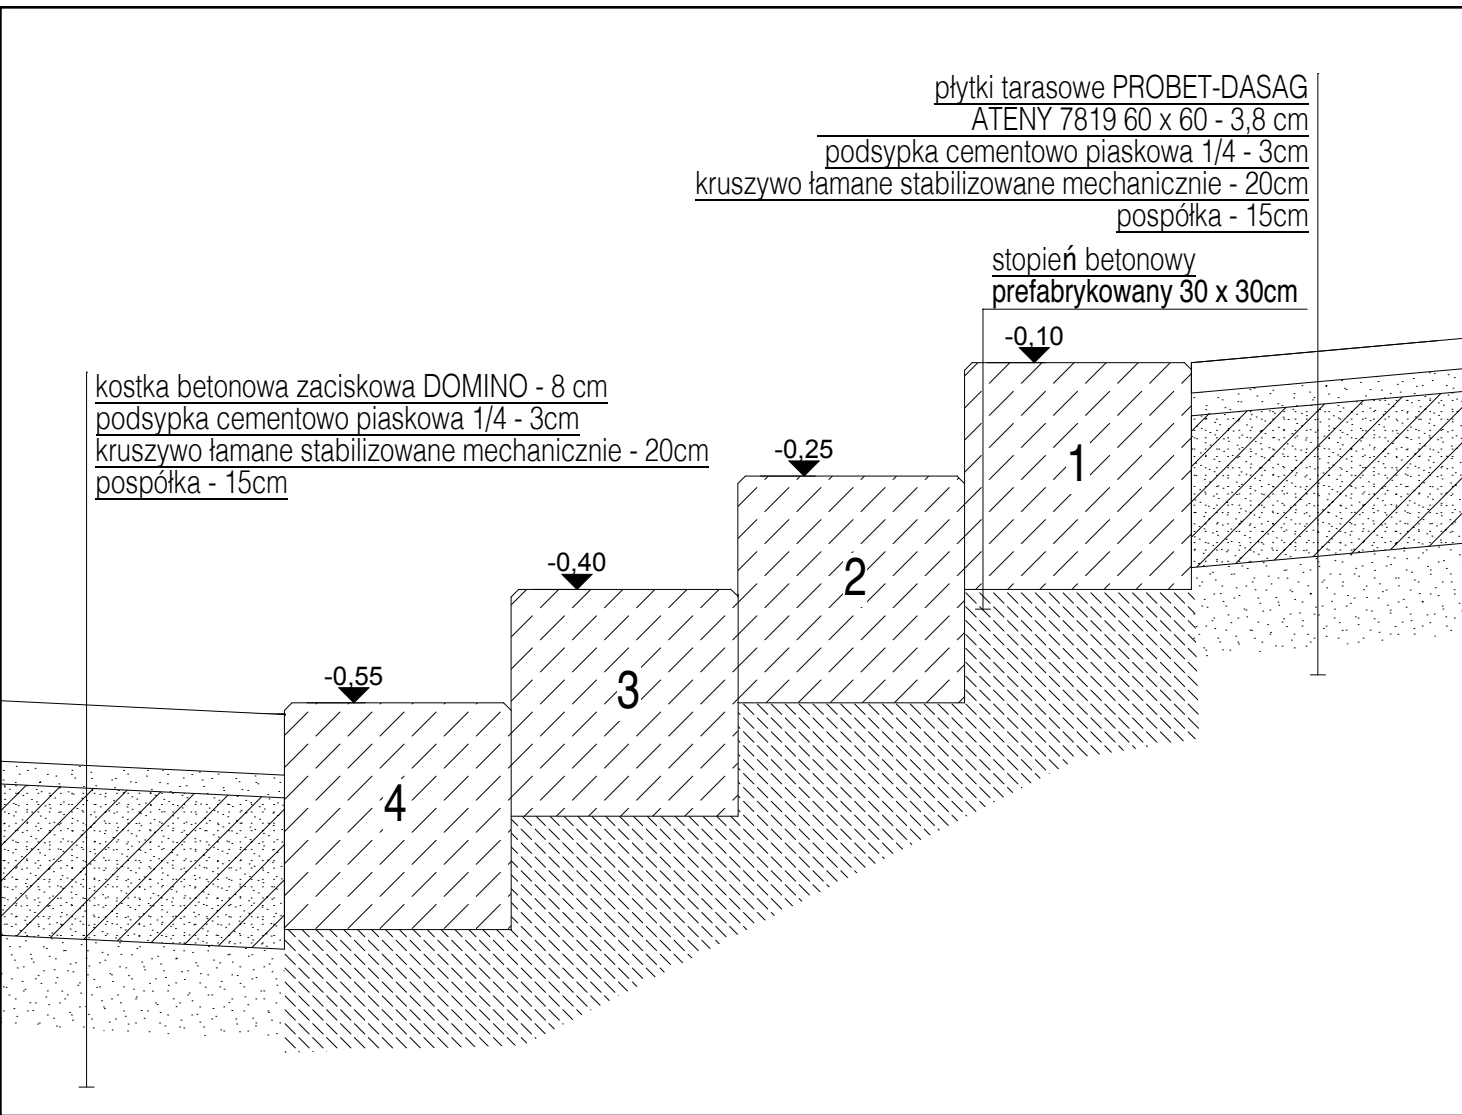 płytki tarasowe PROBET-DASAG
ATENY 7819 60 x 60 - 3,8 cm
podsypka cementowo piaskowa 1/4 - 3cm
kruszywo łamane stabilizowane mechanicznie - 20cm
pospółka - 15cm
stopień betonowy
prefabrykowany 30 x 30cm
-0,10
kostka betonowa zaciskowa DOMINO - 8 cm
podsypka cementowo piaskowa 1/4 - 3cm
kruszywo łamane stabilizowane mechanicznie - 20cm
pospółka - 15cm
-0,25
1
-0,40
2
-0,55
3
4